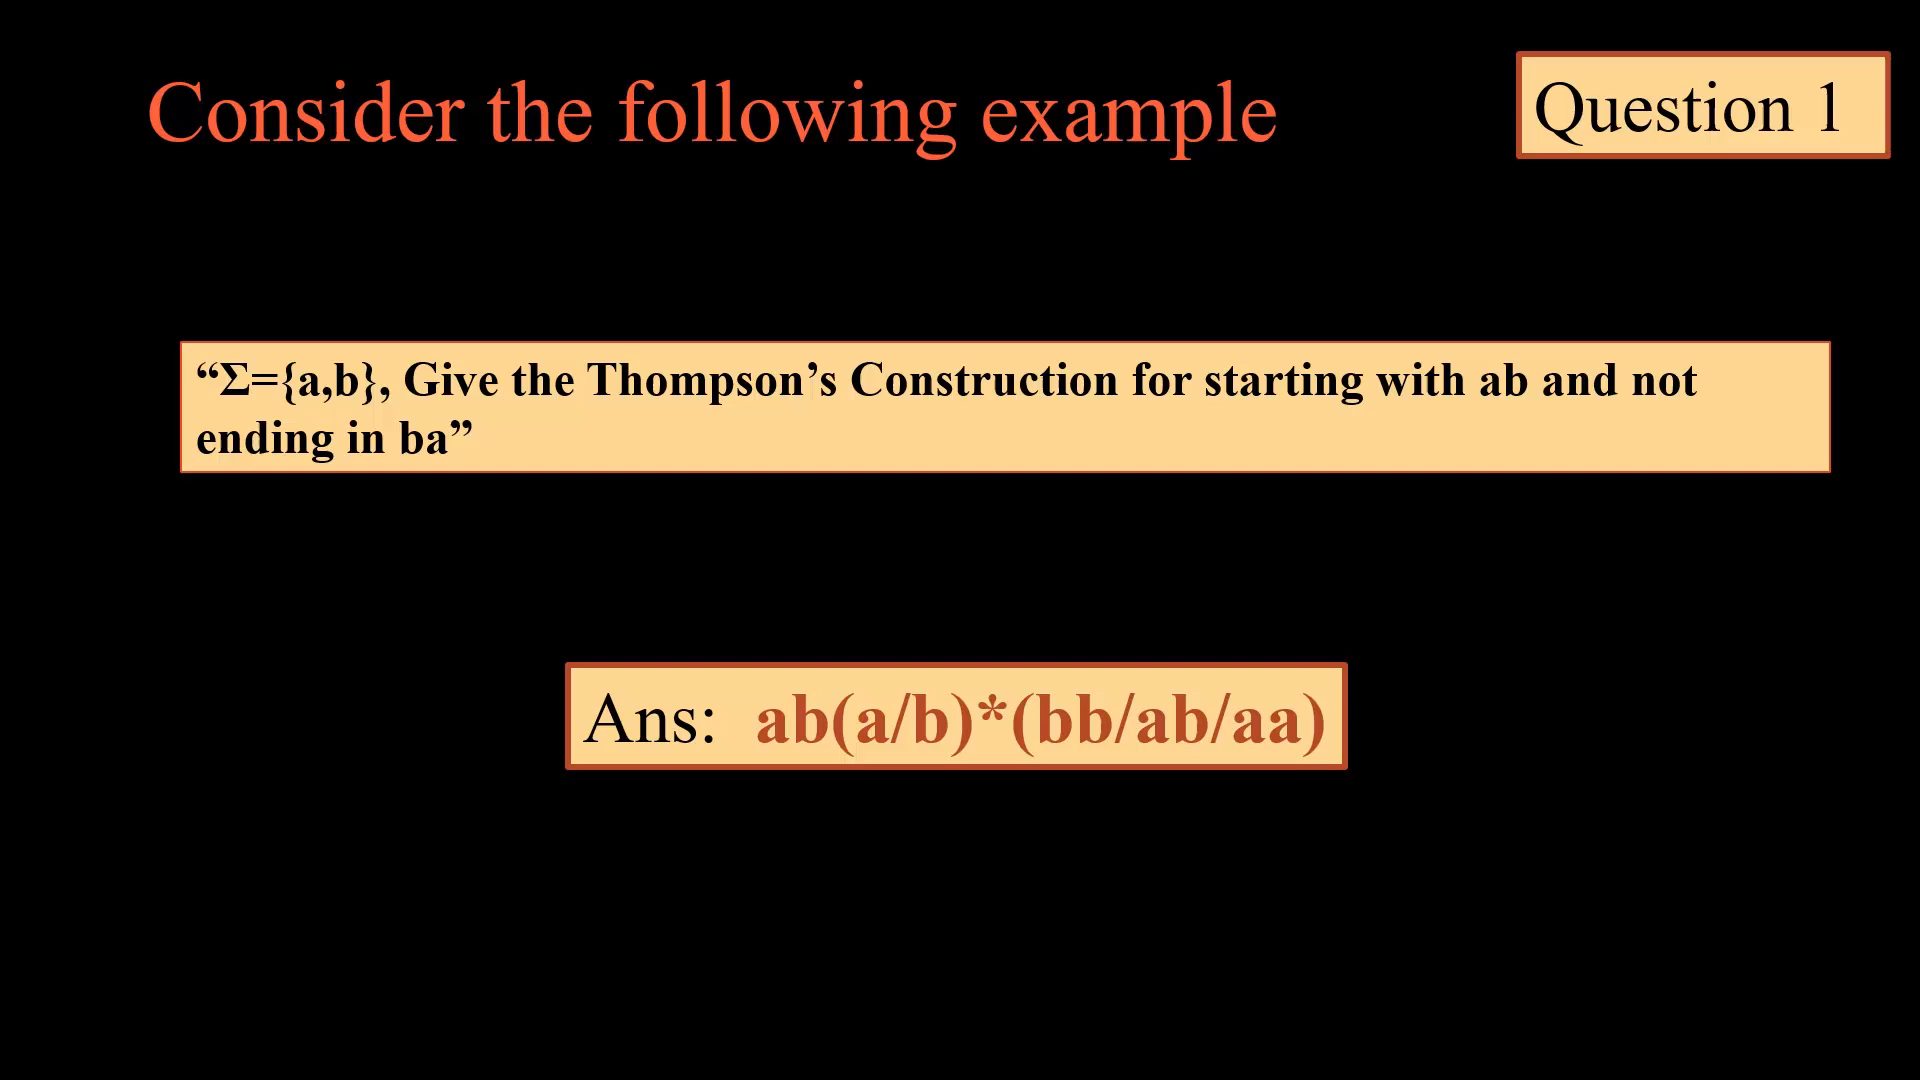 Consider the following example
Question 1
“Σ={a,b}, Give the Thompson’s Construction for starting with ab and not
ending in ba”
Ans: ab(a/b)*(bb/ab/aa)